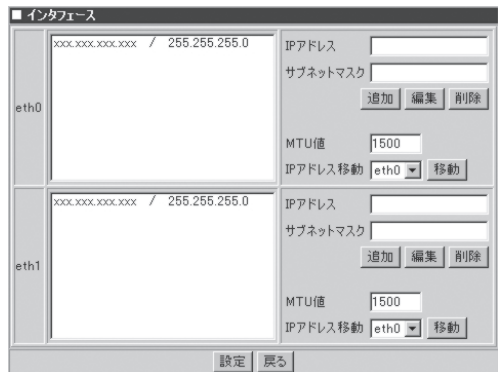 ■ インタフェース
eth0
xxx.xxx.xxx.xxx / 255.255.255.0
IPアドレス
サブネットマスク
追加 編集 削除
MTU値 1500
IPアドレス移動 eth0 移動
eth1
xxx.xxx.xxx.xxx / 255.255.255.0
IPアドレス
サブネットマスク
追加 編集 削除
MTU値 1500
IPアドレス移動 eth0 移動
設定 戻る